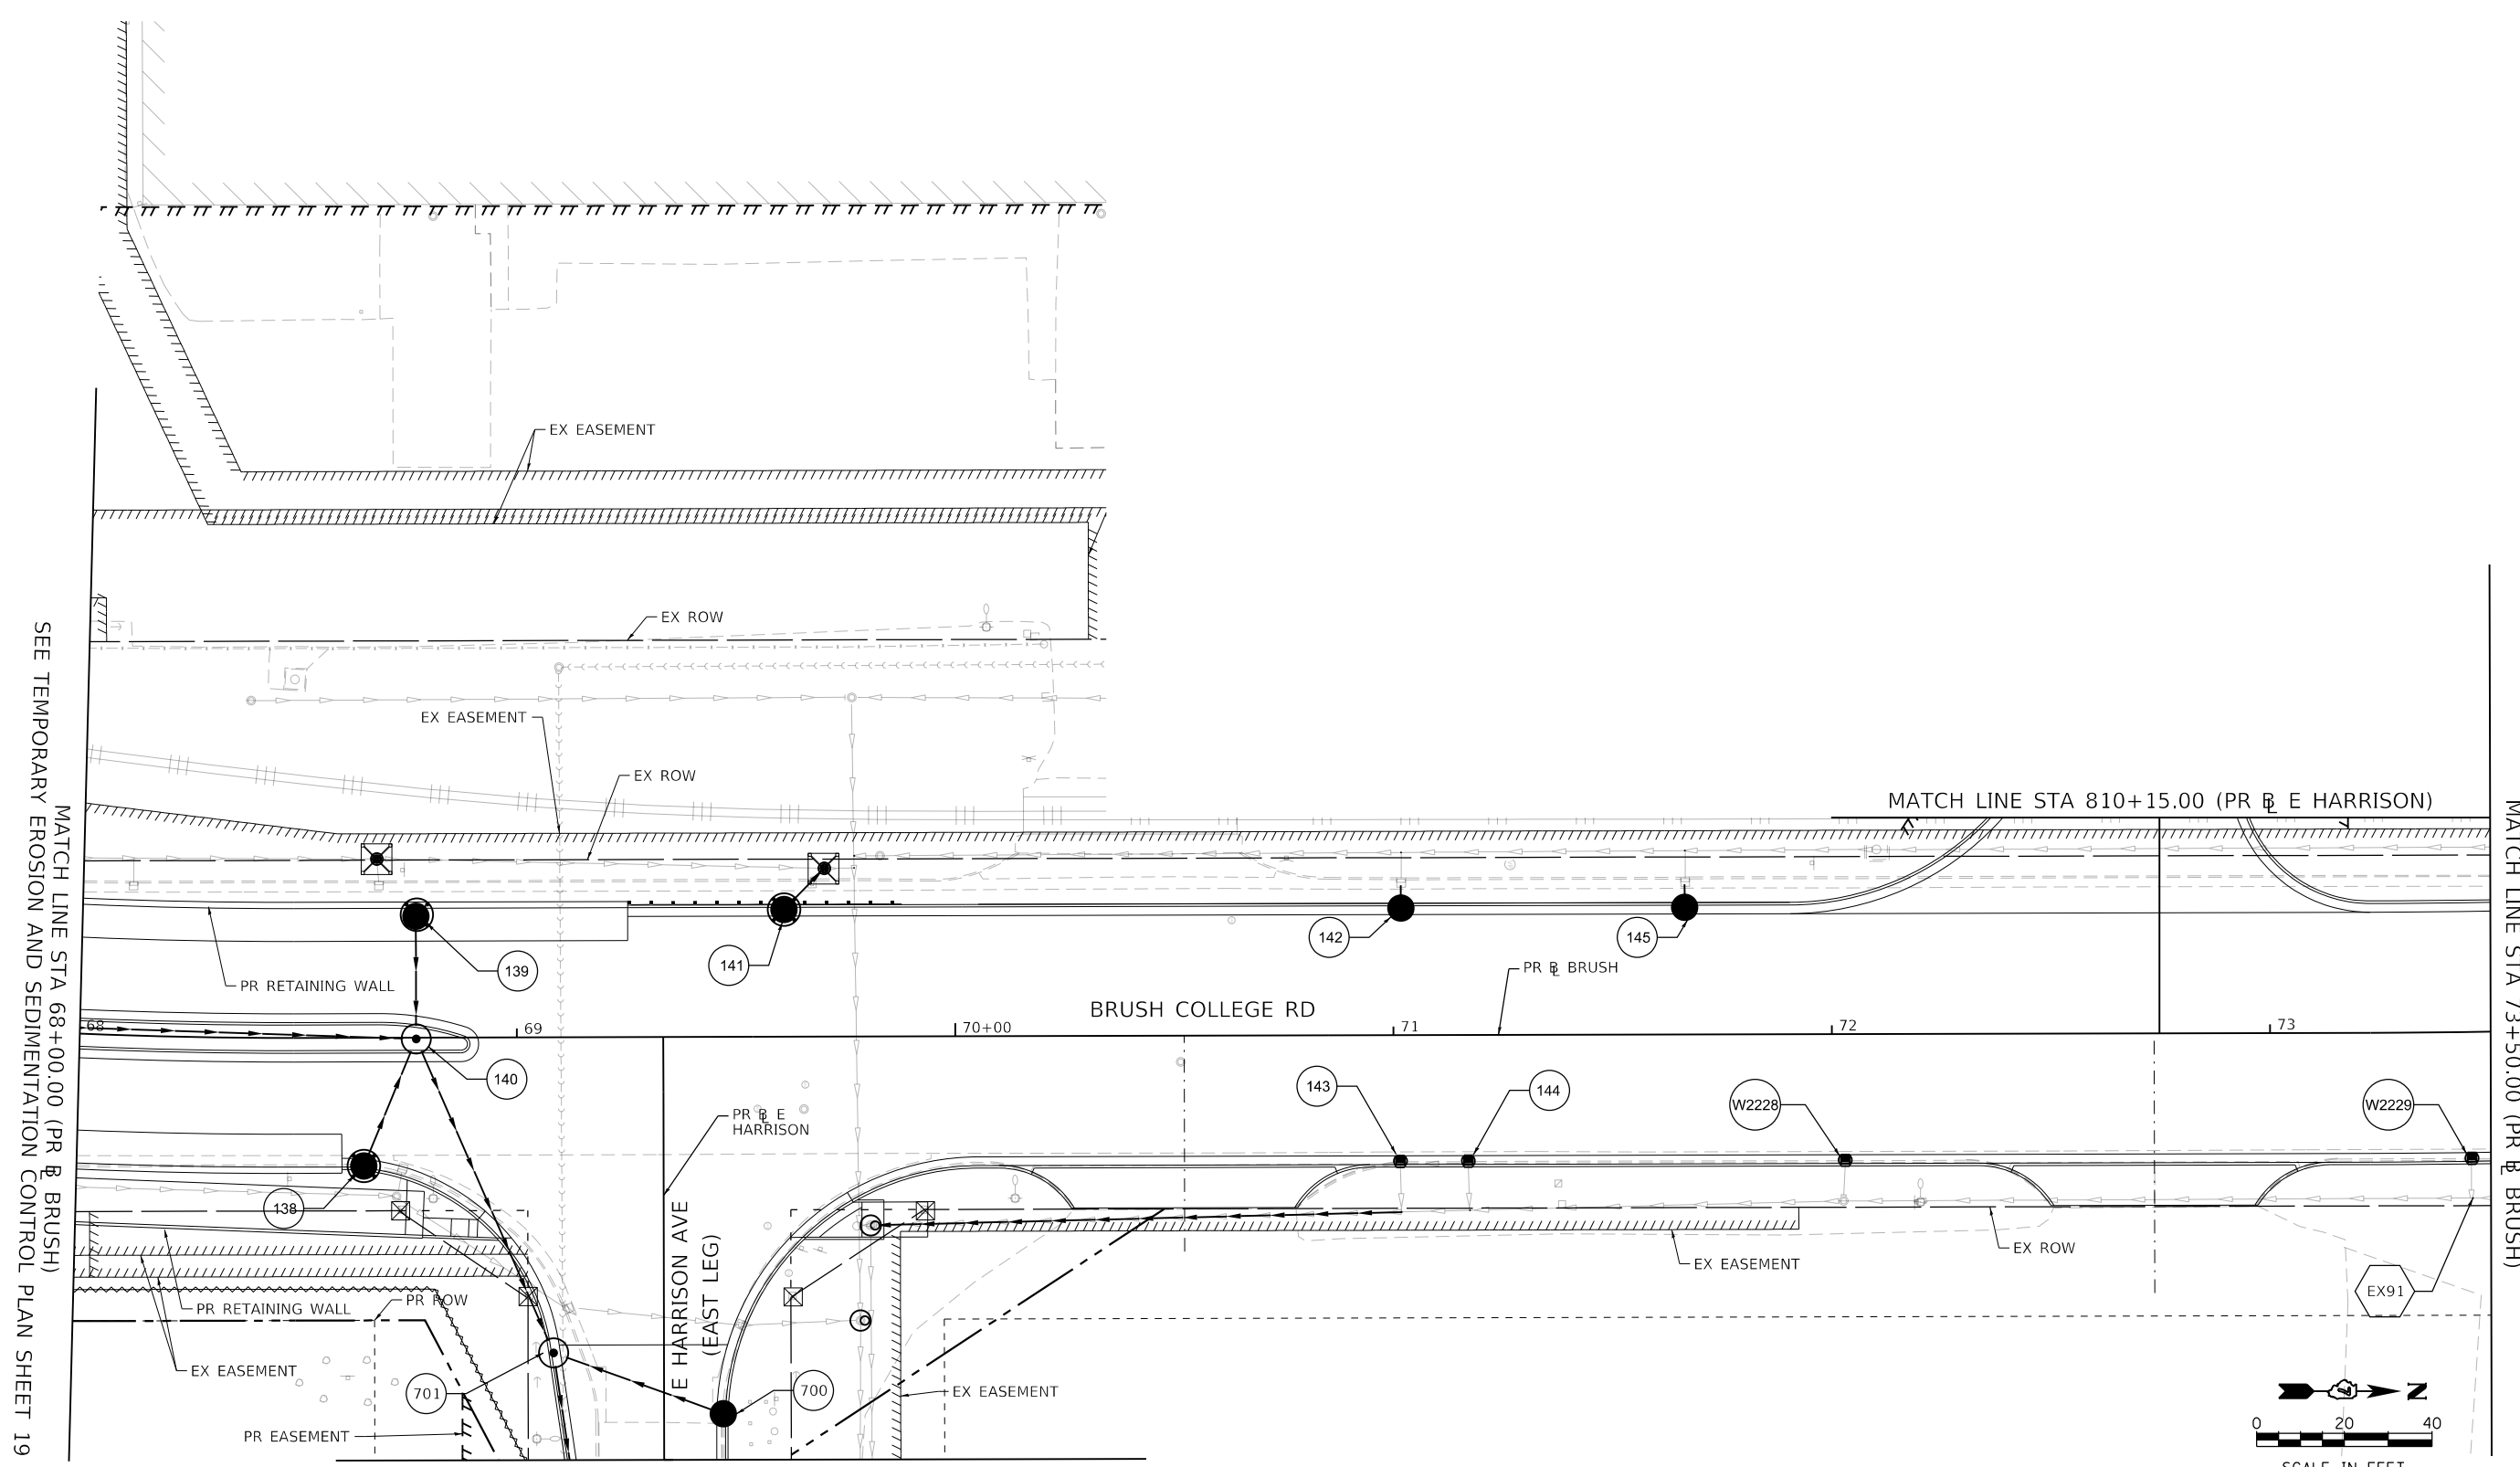 EX EASEMENT
EX ROW
EX EASEMENT
EX ROW
MATCH LINE STA 810+15.00 (PR ℄ E HARRISON)
SEE TEMPORARY EROSION AND SEDIMENTATION CONTROL PLAN SHEET 19
MATCH LINE STA 68+00.00 (PR ℄ BRUSH)
MATCH LINE STA 73+50.00 (PR ℄ BRUSH)
142
145
141
139
PR ℄ BRUSH
PR RETAINING WALL
BRUSH COLLEGE RD
68
69
70+00
71
72
73
140
143
144
W2228
W2229
PR ℄ E
HARRISON
138
E HARRISON AVE
(EAST LEG)
EX ROW
EX EASEMENT
EX91
PR ROW
PR RETAINING WALL
EX EASEMENT
701
700
EX EASEMENT
PR EASEMENT
N
0 20 40
SCALE IN FEET